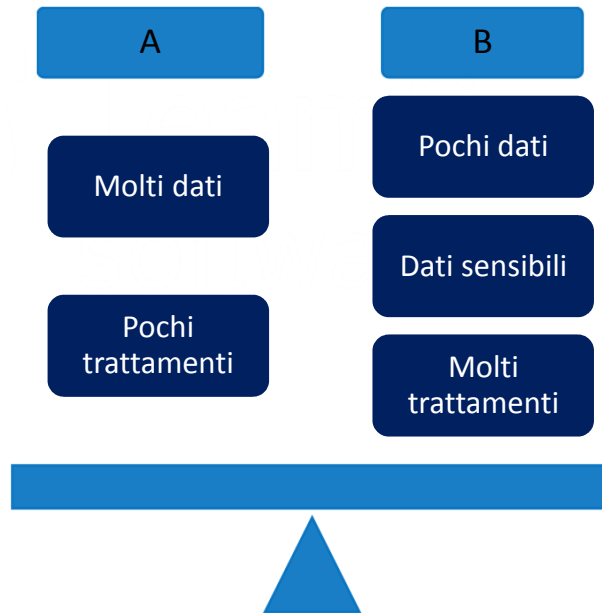 A
Molti dati
Pochi
trattamenti
B
Pochi dati
Dati sensibili
Molti
trattamenti